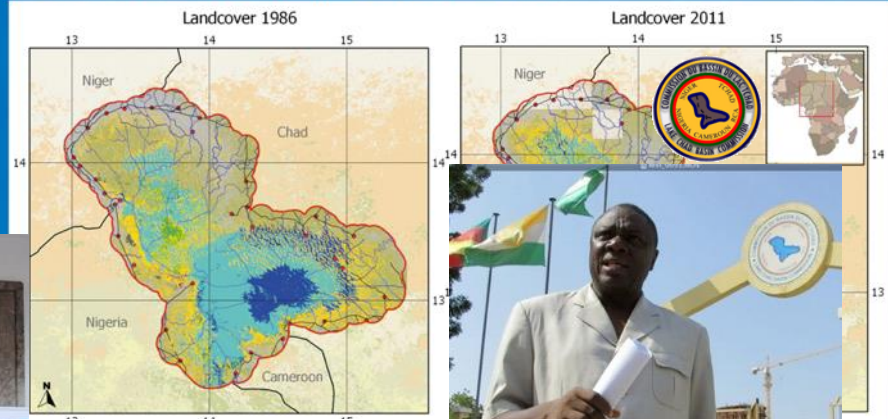 Landcover 1986
Landcover 2011
13
14
15
13
14
15
Niger
Chad
14
14
Niger
COMMISSION DU BASSIN DU LAC TCHAD
NIGER TCHAD
NIGERIA CAMEROUN RCA
LAKE CHAD BASIN COMMISSION
14
13
13
Nigeria
Cameroon
N